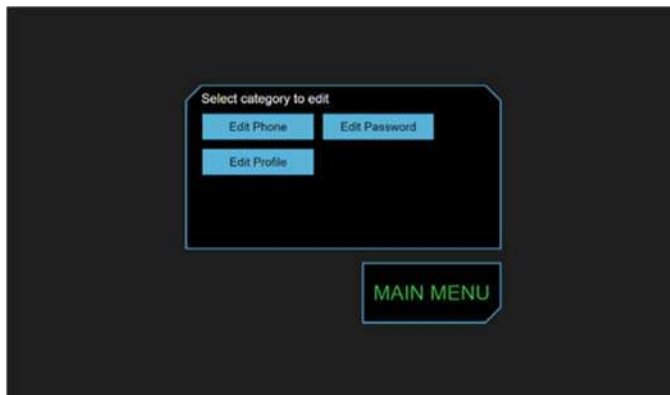 Select category to edit
Edit Phone Edit Password
Edit Profile
MAIN MENU